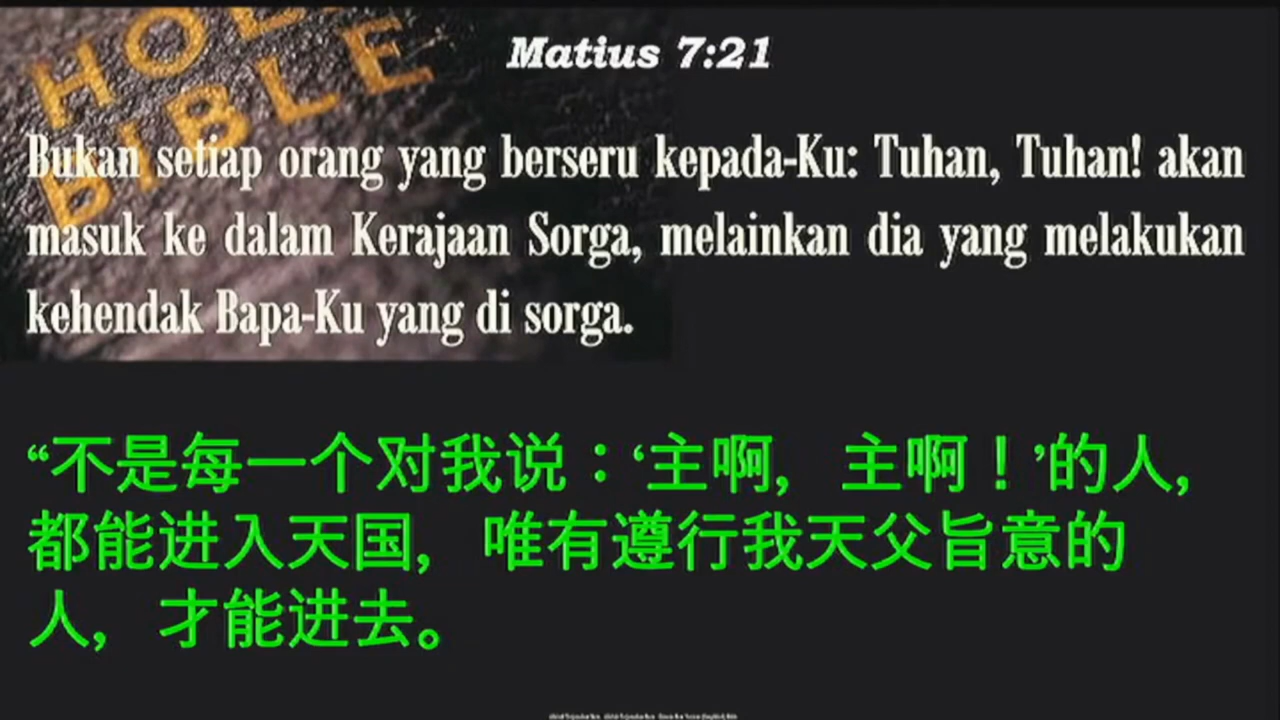 HOLY
BIBLE
Matius 7:21
Bukan setiap orang yang berseru kepada-Ku: Tuhan, Tuhan! akan
masuk ke dalam Kerajaan Sorga, melainkan dia yang melakukan
kehendak Bapa-Ku yang di sorga.
“不是每一个对我说：‘主啊， 主啊！’的人，
都能进入天国， 唯有遵行我天父旨意的
人， 才能进去。